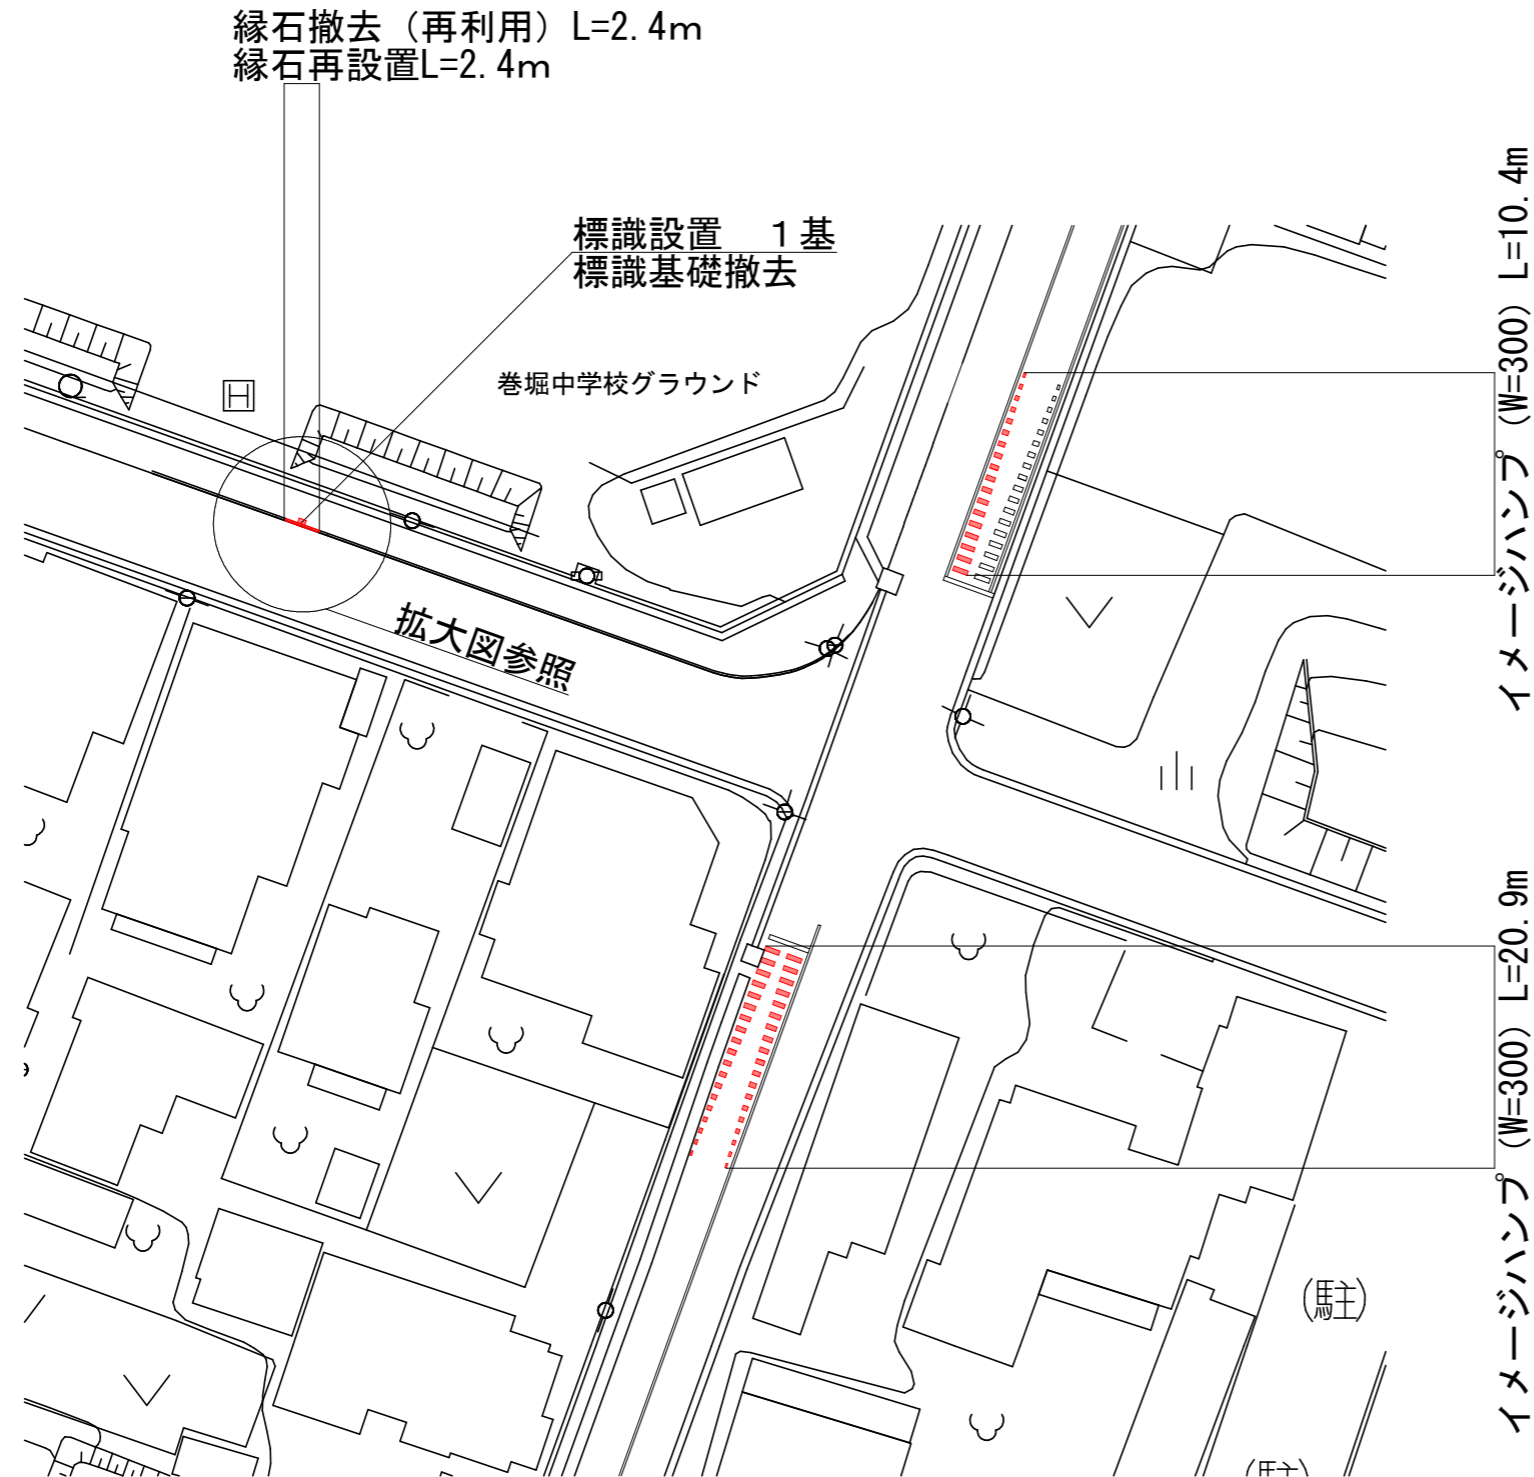 縁石撤去（再利用）L=2.4m
縁石再設置L=2.4m
標識設置　１基
標識基礎撤去
巻堀中学校グラウンド
拡大図参照
イメージハンプ（W=300）L=10.4m
イメージハンプ（W=300）L=20.9m
(駐)